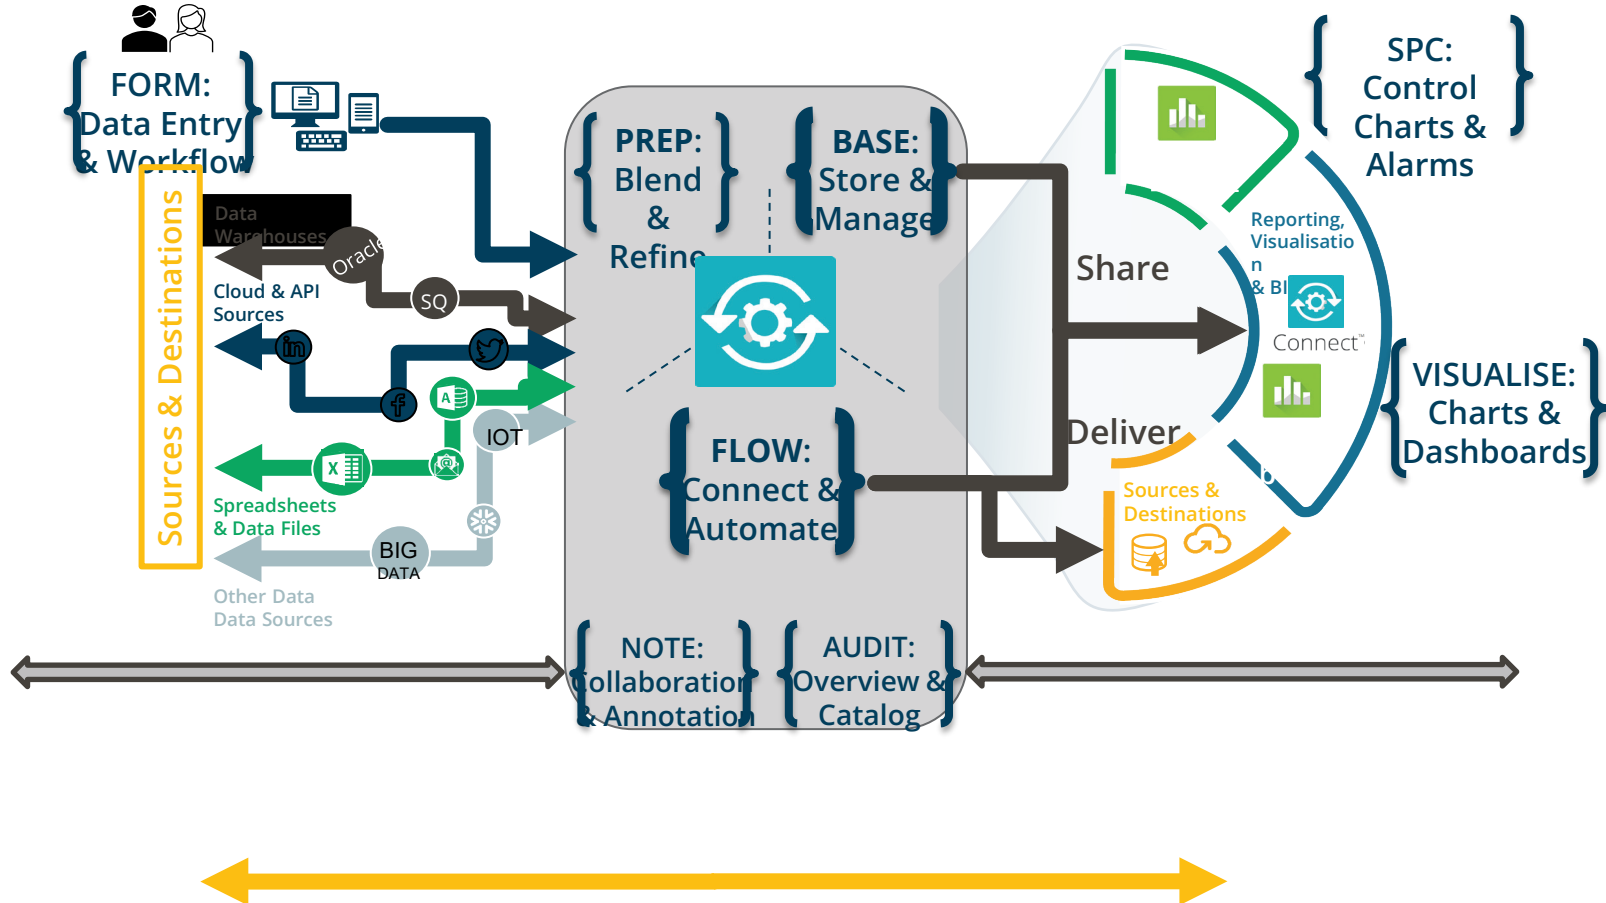 FORM:
Data Entry
& Workflow
Sources & Destinations
Data
Warehouses
Oracle
SQ
Cloud & API
Sources
in
f
A
IOT
X
@
Spreadsheets
& Data Files
BIG
DATA
Other Data
Data Sources
PREP:
Blend
&
Refine
BASE:
Store &
Manage
FLOW:
Connect &
Automate
NOTE:
Collaboration
& Annotation
AUDIT:
Overview &
Catalog
Share
Deliver
Reporting,
Visualisatio
n
& BI
Connect™
Sources &
Destinations
SPC:
Control
Charts &
Alarms
VISUALISE:
Charts &
Dashboards